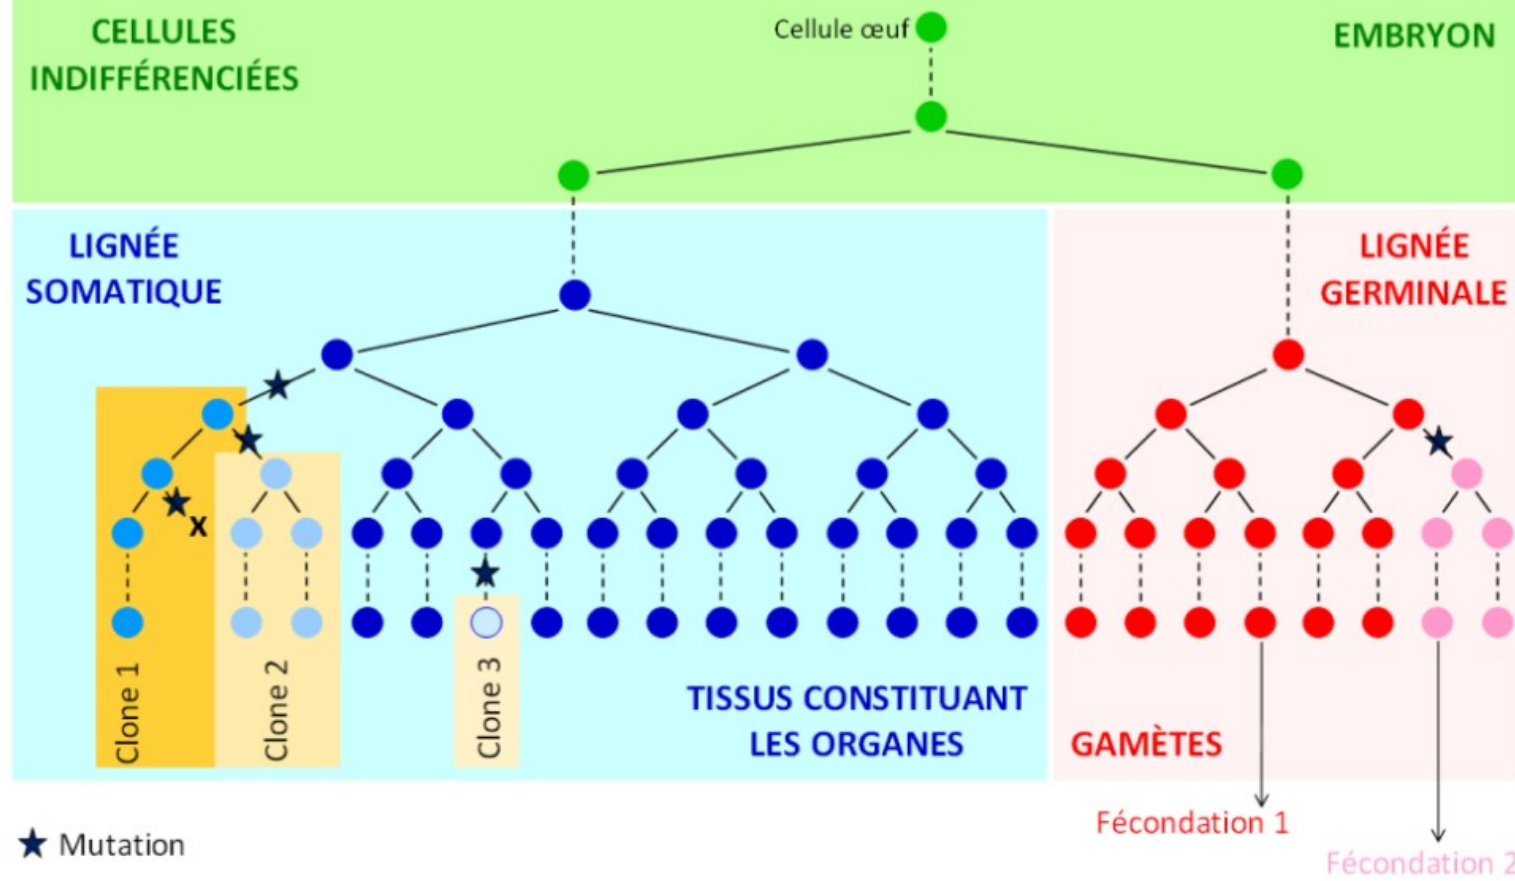 CELLULES
INDIFFÉRENCIÉES
Cellule œuf
EMBRYON
LIGNÉE
SOMATIQUE
LIGNÉE
GERMINALE
X
Clone 1
Clone 2
Clone 3
TISSUS CONSTITUANT
LES ORGANES
GAMÈTES
Fécondation 1
Fécondation 2
Mutation